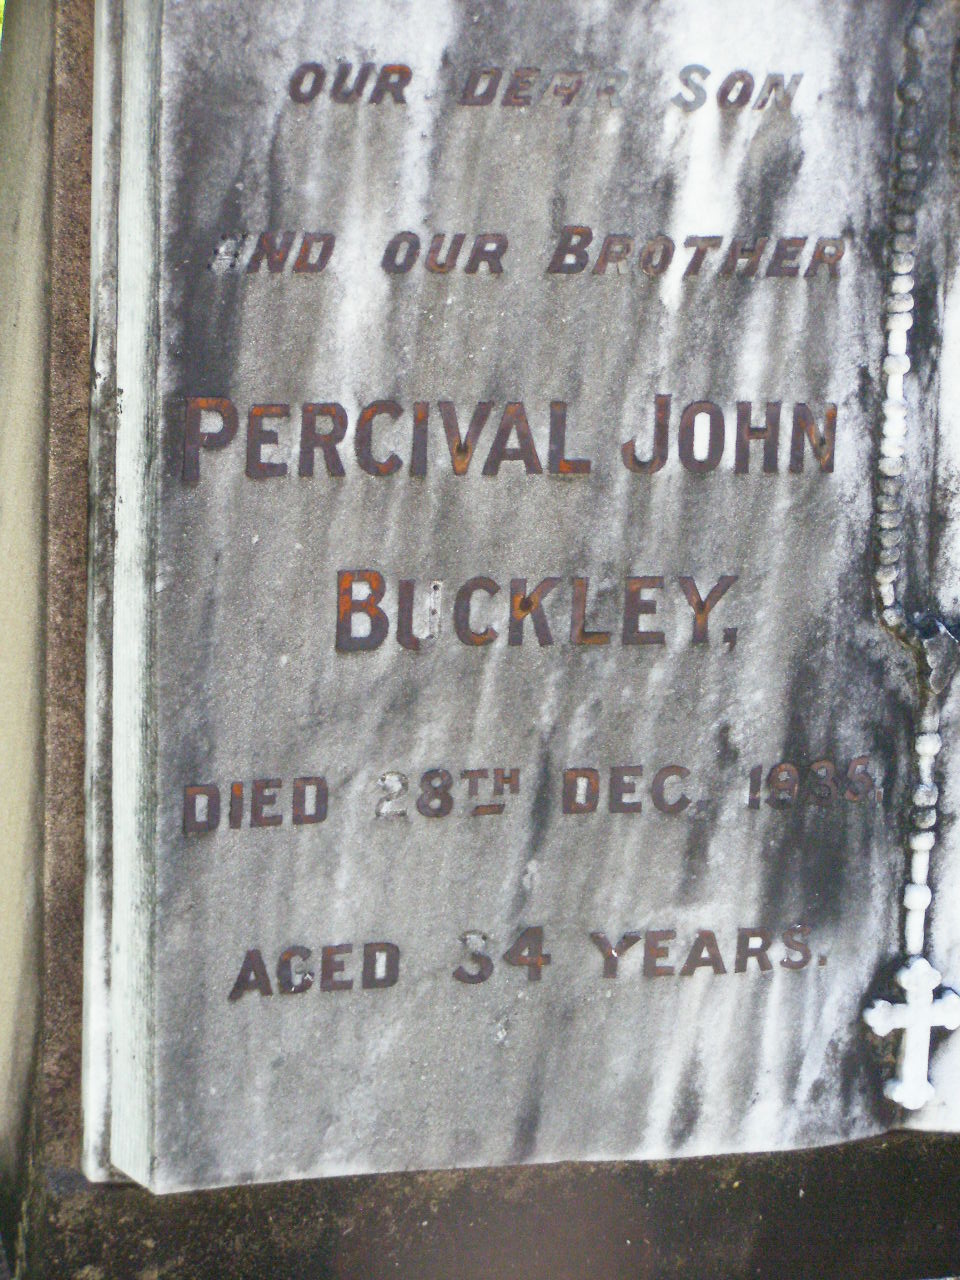 OUR DEAR SON
AND OUR BROTHER
PERCIVAL JOHN
BUCKLEY,
DIED 28TH DEC. 1935,
AGED 34 YEARS.